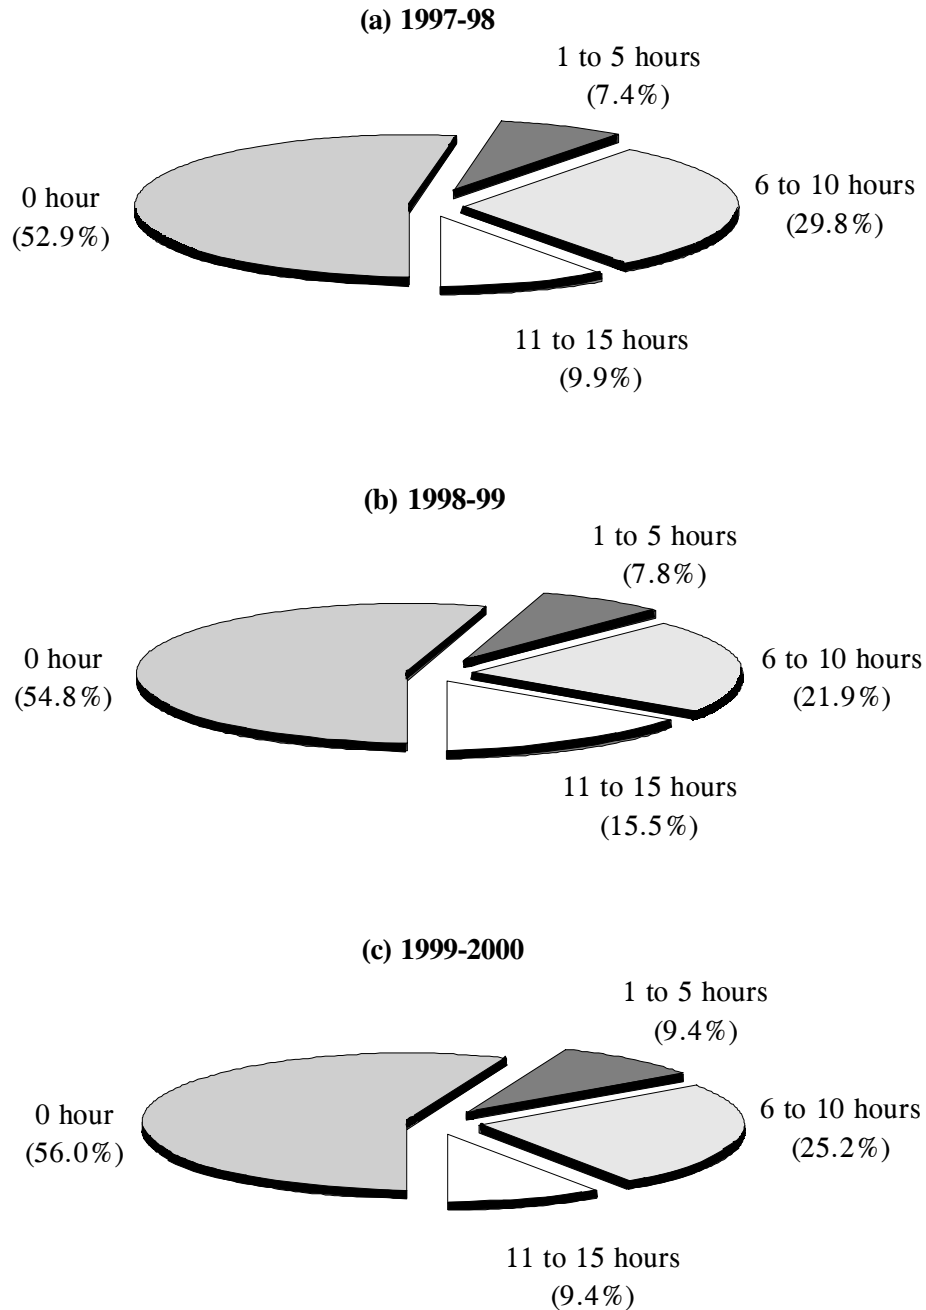 (a) 1997-98
1 to 5 hours
(7.4%)
0 hour
(52.9%)
6 to 10 hours
(29.8%)
11 to 15 hours
(9.9%)
(b) 1998-99
1 to 5 hours
(7.8%)
0 hour
(54.8%)
6 to 10 hours
(21.9%)
11 to 15 hours
(15.5%)
(c) 1999-2000
1 to 5 hours
(9.4%)
0 hour
(56.0%)
6 to 10 hours
(25.2%)
11 to 15 hours
(9.4%)